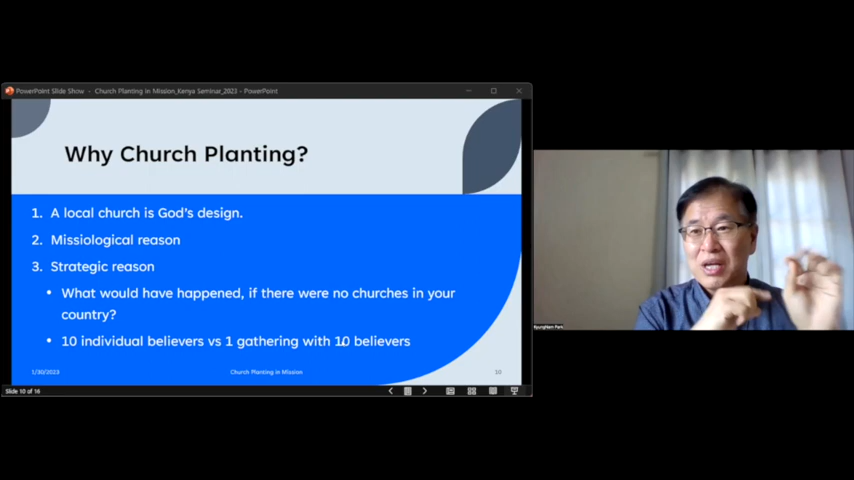 PowerPoint Slide Show - Church Planting in Mission_Kenya Seminar_2023 - PowerPoint
Why Church Planting?
1. A local church is God's design.
2. Missiological reason
3. Strategic reason
• What would have happened, if there were no churches in your
country?
• 10 individual believers vs 1 gathering with 10 believers
1/30/2023 Church Planting in Mission 10
Slide 10 of 16
KyungNam Park